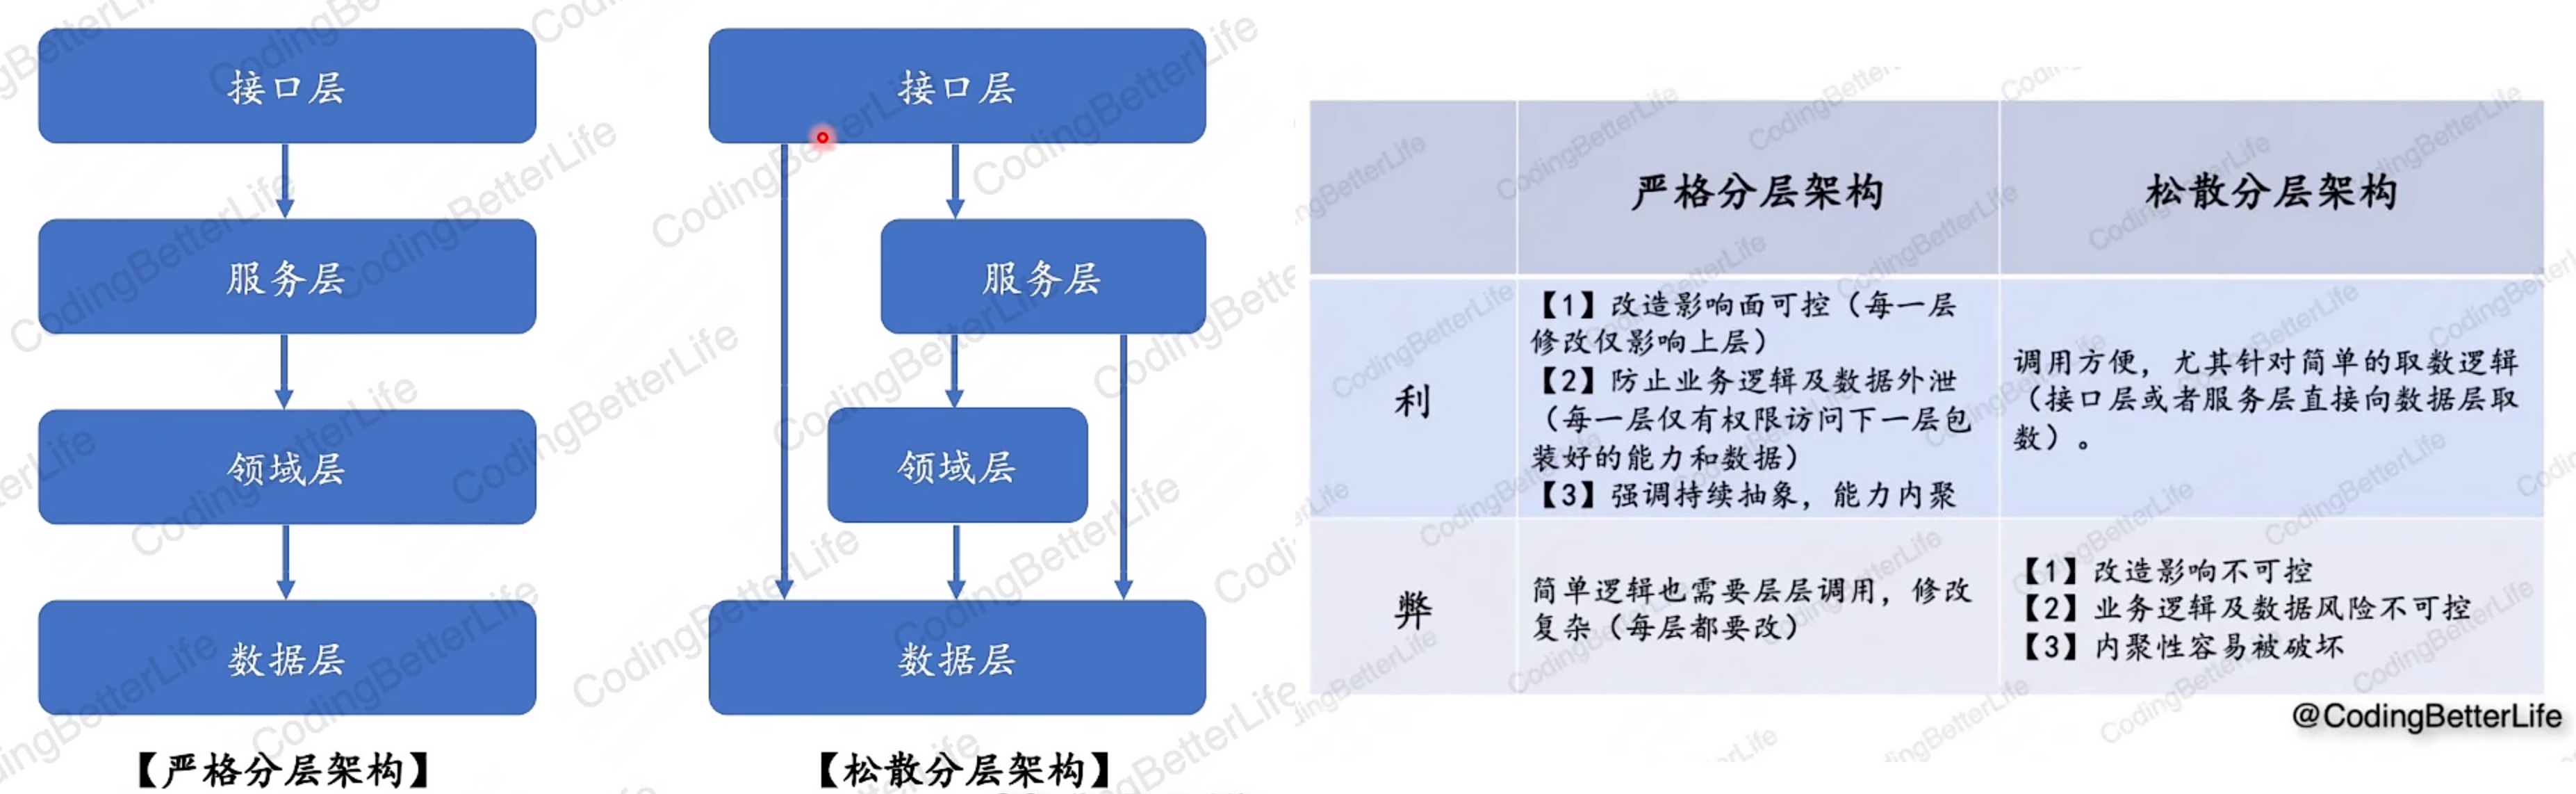 接口层
服务层
领域层
数据层
【严格分层架构】
接口层
服务层
领域层
数据层
【松散分层架构】
严格分层架构
松散分层架构
利
【1】改造影响面可控（每一层
修改仅影响上层）
【2】防止业务逻辑及数据外泄
（每一层仅有权限访问下一层包
装好的能力和数据）
【3】强调持续抽象，能力内聚
调用方便，尤其针对简单的取数逻辑
（接口层或者服务层直接向数据层取
数）。
弊
简单逻辑也需要层层调用，修改
复杂（每层都要改）
【1】改造影响不可控
【2】业务逻辑及数据风险不可控
【3】内聚性容易被破坏
@CodingBetterLife
CodingBetterLife